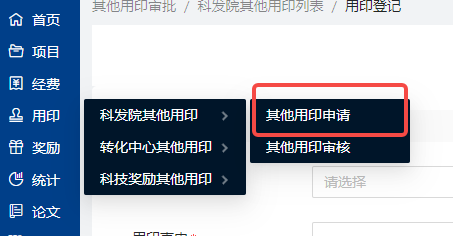 其他用印审批 / 科发院其他用印列表 / 用印登记
首页
项目
经费
用印
奖励
统计
论文
科发院其他用印
转化中心其他用印
科技奖励其他用印
其他用印申请
其他用印审核
请选择